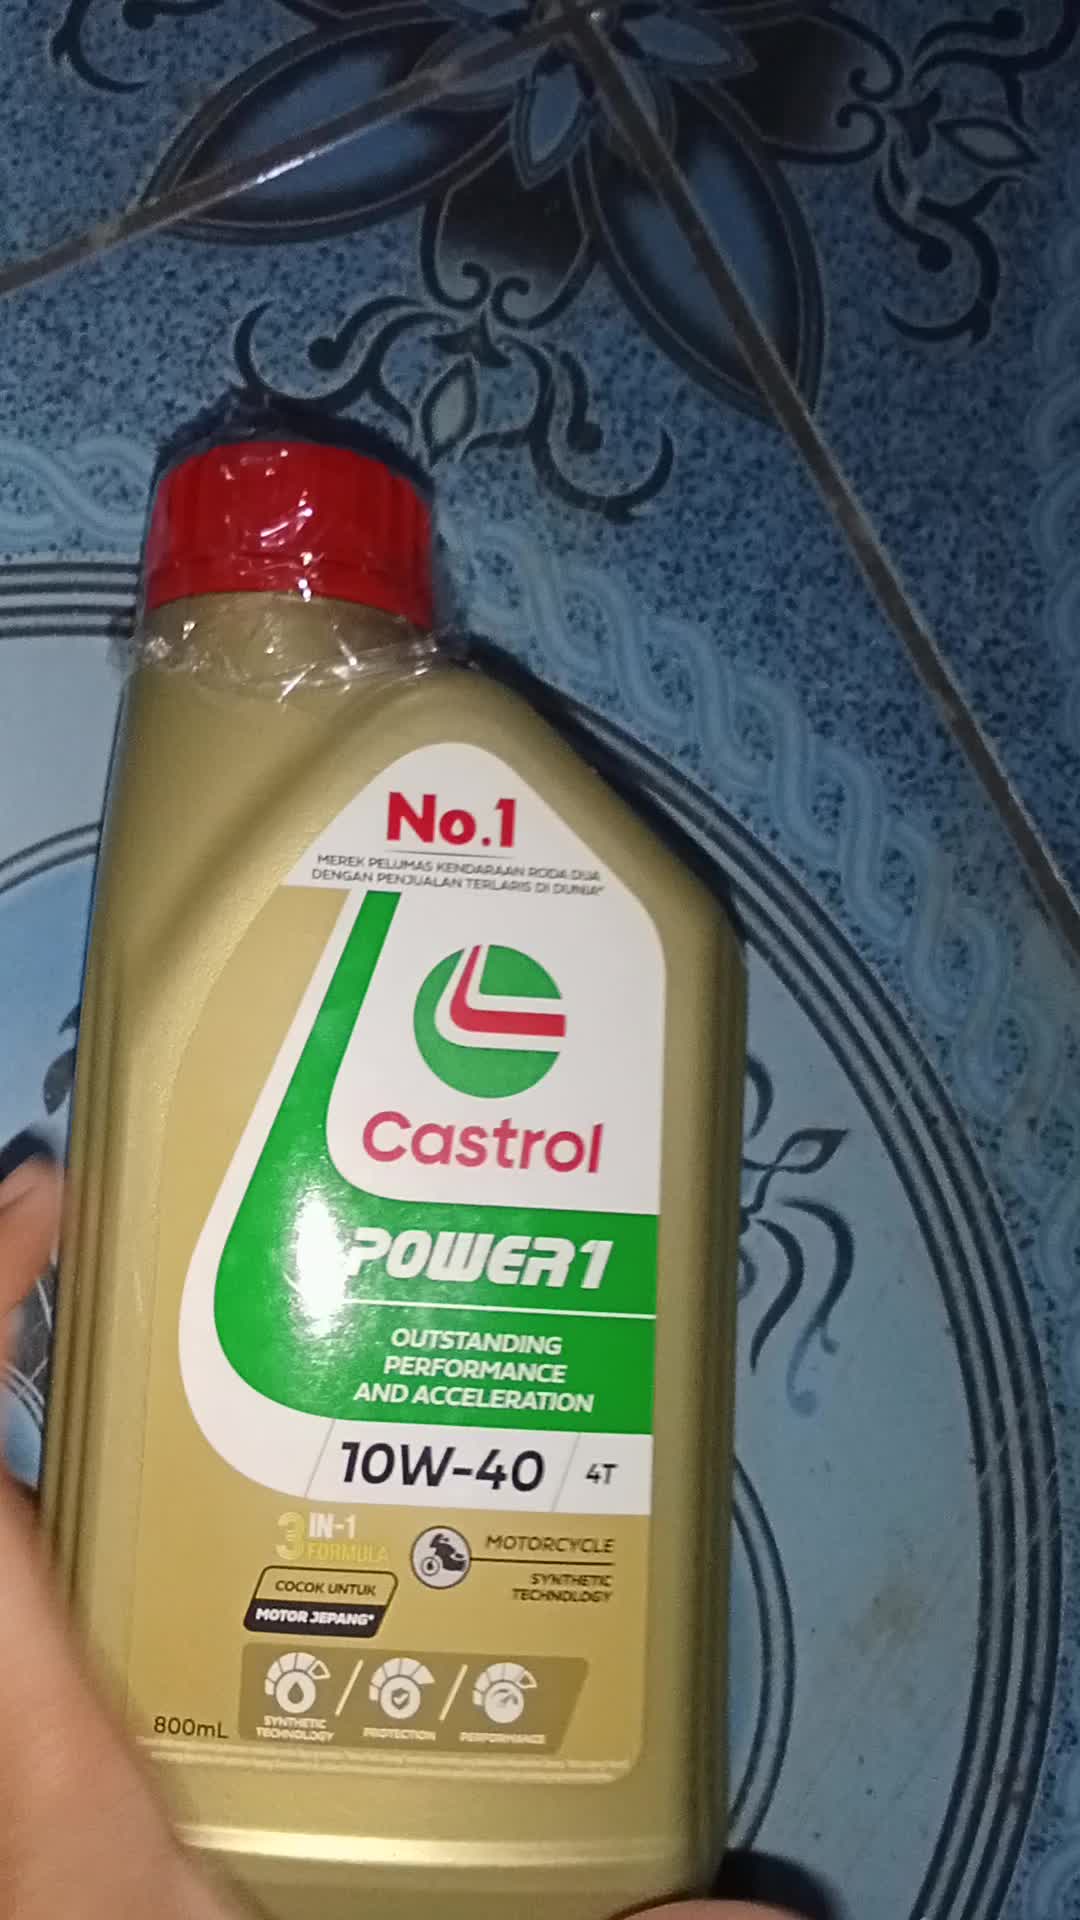 No.1
MEREK PELUMAS KENDARAAN RODA DUA
DENGAN PENJUALAN TERLARIS DI DUNIA*
Castrol
POWER1
OUTSTANDING
PERFORMANCE
AND ACCELERATION
10W-40 4T
3 IN-1
FORMULA
MOTORCYCLE
SYNTHETIC
TECHNOLOGY
COCOK UNTUK
MOTOR JEPANG*
SYNTHETIC
TECHNOLOGY
PROTECTION
PERFORMANCE
800mL